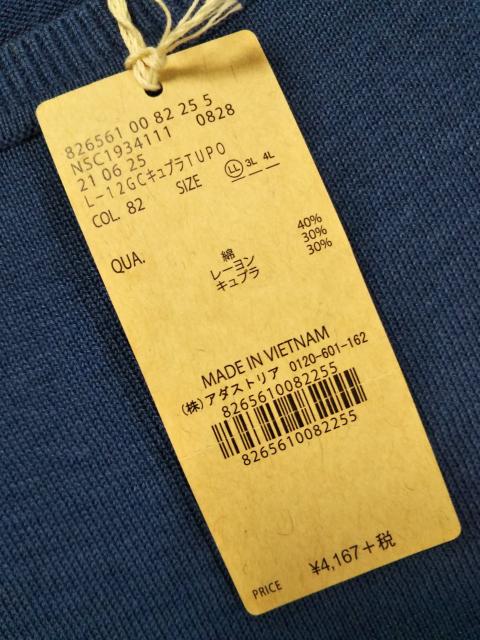 826561 00 82 25 5
NSC1934111 0828
21 06 25
L-12GCキュプラTUPO
COL. 82 SIZE LL 3L 4L
QUA.
綿 40%
レーヨン 30%
キュプラ 30%
MADE IN VIETNAM
(株)アダストリア 0120-601-162
8265610082255
8265610082255
PRICE ¥4,167+税